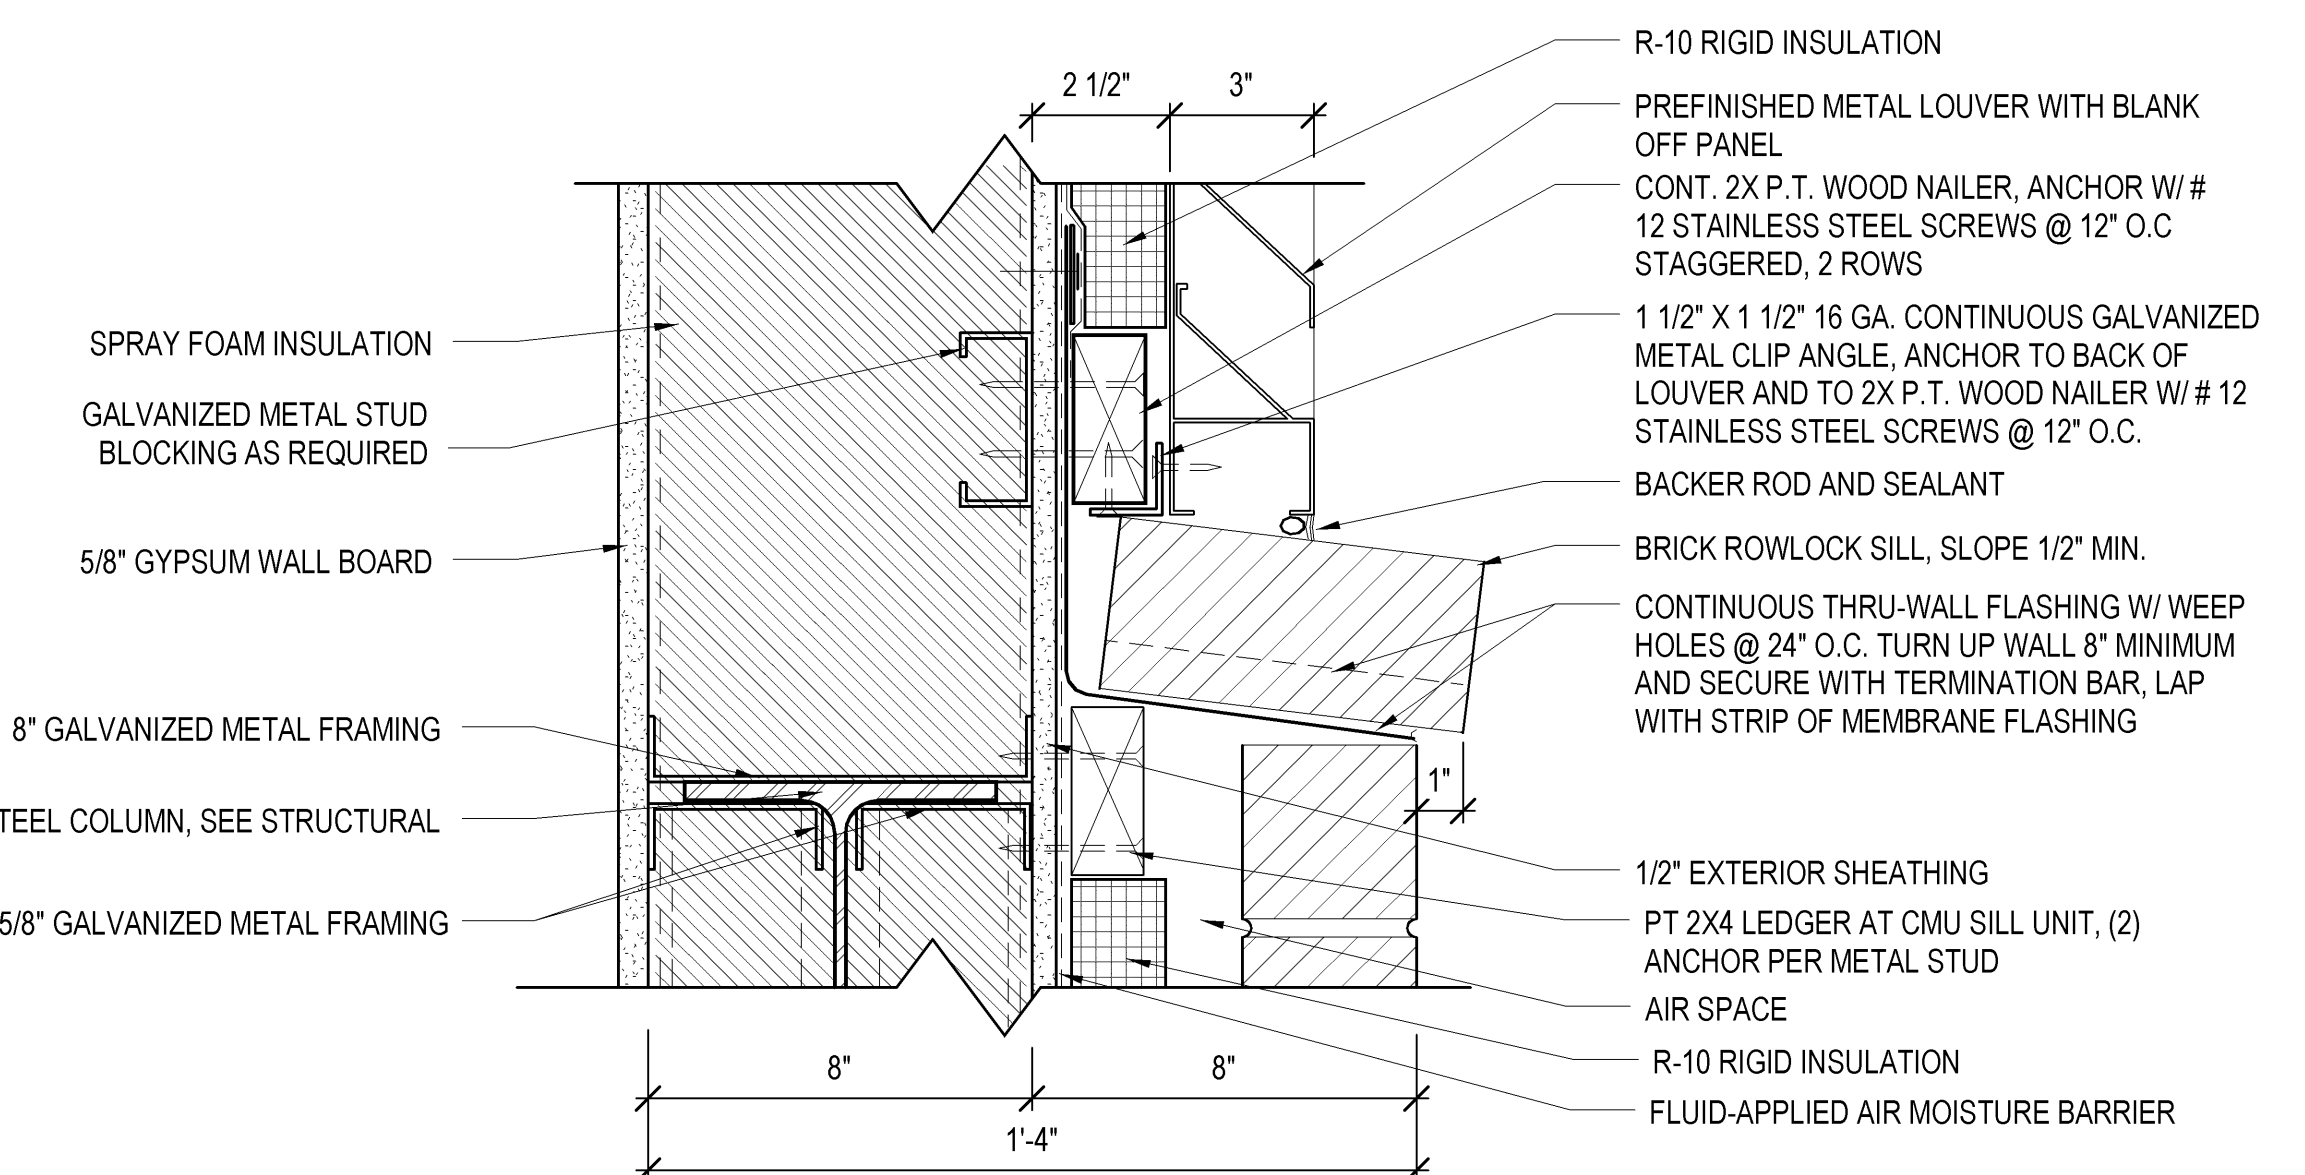 R-10 RIGID INSULATION
2 1/2"
3"
PREFINISHED METAL LOUVER WITH BLANK
OFF PANEL
CONT. 2X P.T. WOOD NAILER, ANCHOR W/ #
12 STAINLESS STEEL SCREWS @ 12" O.C
STAGGERED, 2 ROWS
1 1/2" X 1 1/2" 16 GA. CONTINUOUS GALVANIZED
METAL CLIP ANGLE, ANCHOR TO BACK OF
LOUVER AND TO 2X P.T. WOOD NAILER W/ # 12
STAINLESS STEEL SCREWS @ 12" O.C.
SPRAY FOAM INSULATION
GALVANIZED METAL STUD
BLOCKING AS REQUIRED
BACKER ROD AND SEALANT
5/8" GYPSUM WALL BOARD
BRICK ROWLOCK SILL, SLOPE 1/2" MIN.
CONTINUOUS THRU-WALL FLASHING W/ WEEP
HOLES @ 24" O.C. TURN UP WALL 8" MINIMUM
AND SECURE WITH TERMINATION BAR, LAP
WITH STRIP OF MEMBRANE FLASHING
8" GALVANIZED METAL FRAMING
1"
TEEL COLUMN, SEE STRUCTURAL
1/2" EXTERIOR SHEATHING
5/8" GALVANIZED METAL FRAMING
PT 2X4 LEDGER AT CMU SILL UNIT, (2)
ANCHOR PER METAL STUD
AIR SPACE
R-10 RIGID INSULATION
8"
8"
FLUID-APPLIED AIR MOISTURE BARRIER
1'-4"